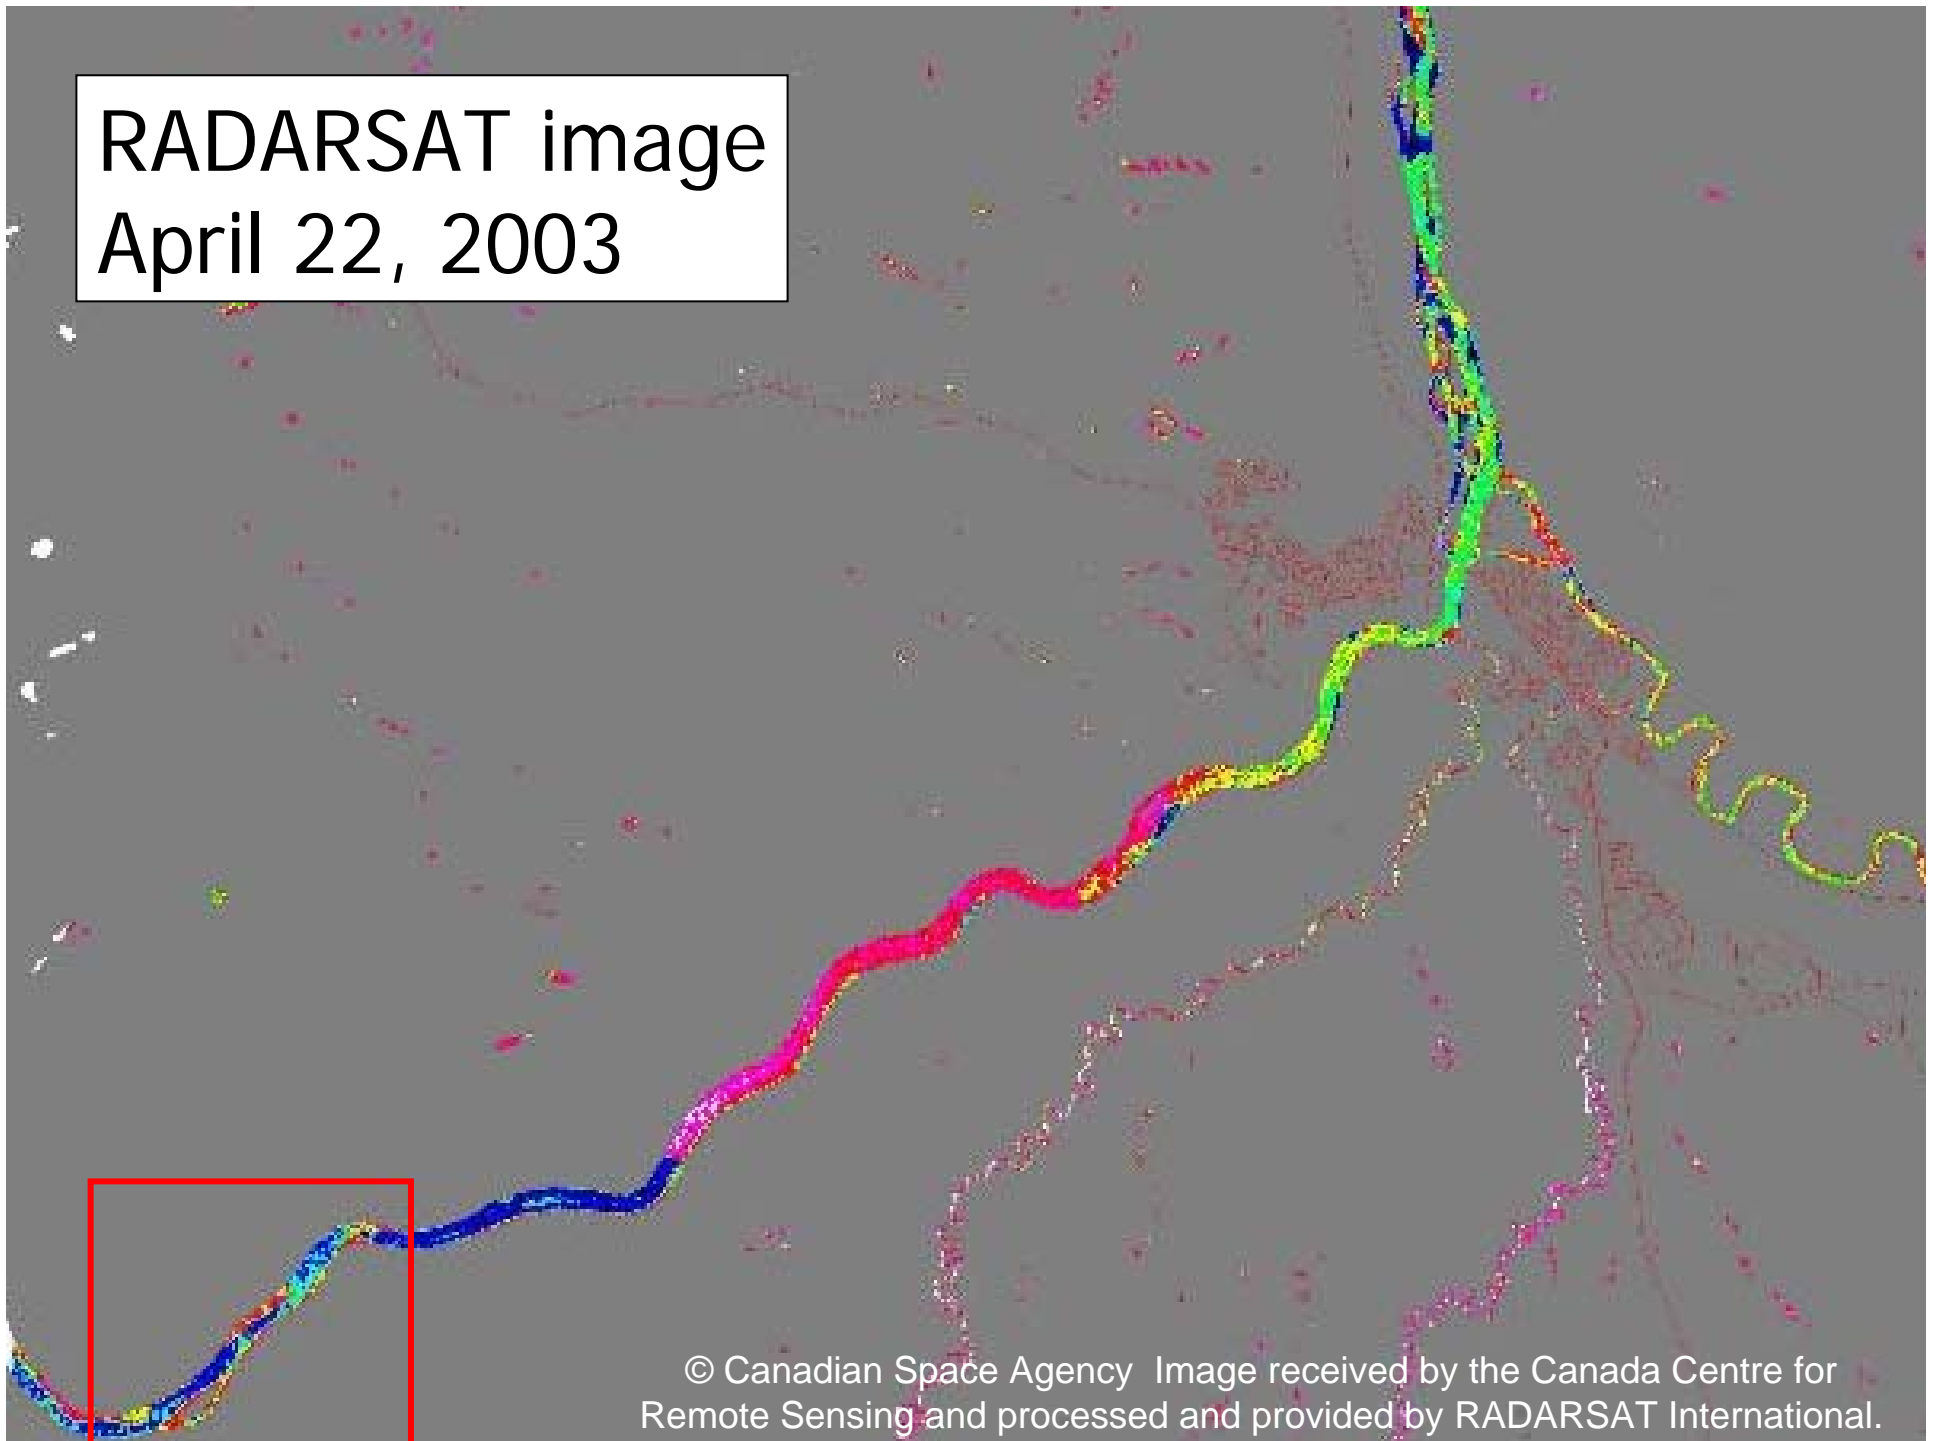 RADARSAT image
April 22, 2003
© Canadian Space Agency  Image received by the Canada Centre for
Remote Sensing and processed and provided by RADARSAT International.